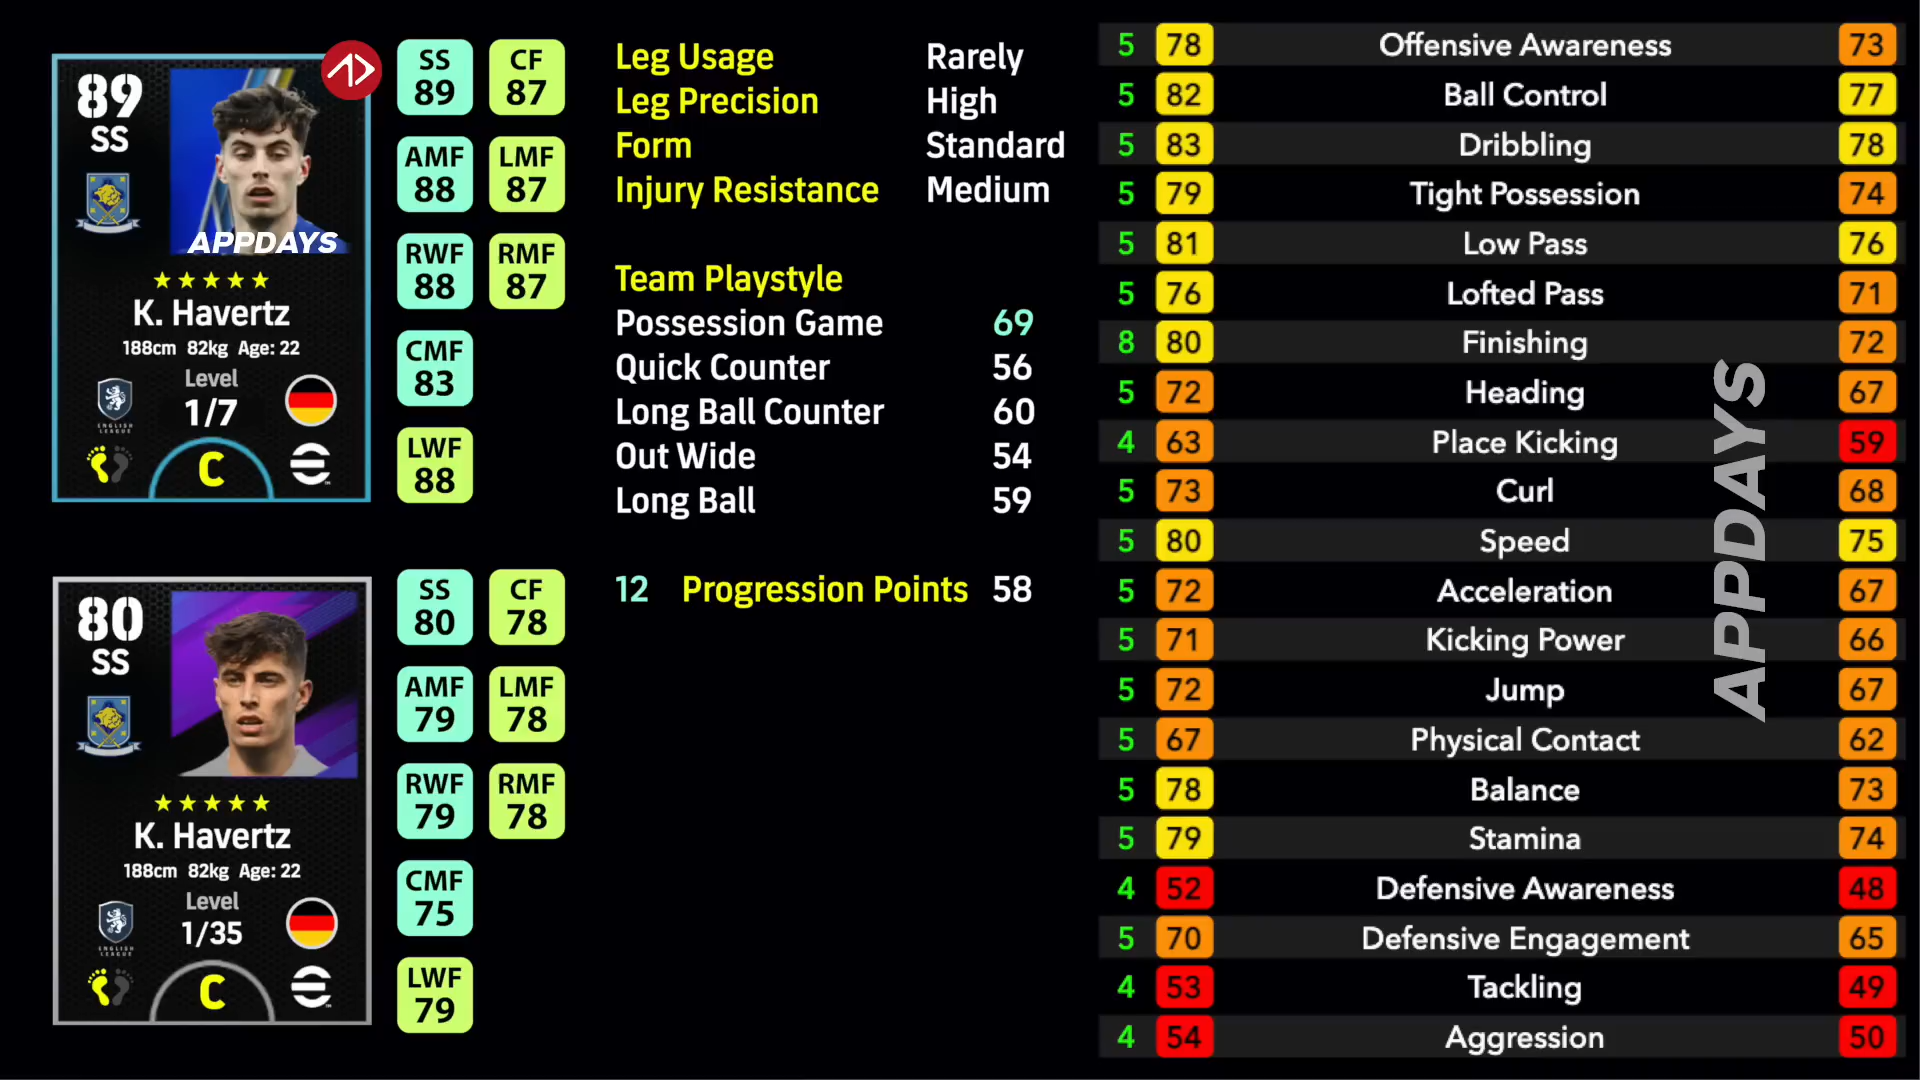 89
SS
APPDAYS
★★★★★
K. Havertz
188cm 82kg Age: 22
Level
1/7
ENGLISH
LEAGUE
C
SS
89
CF
87
AMF
88
LMF
87
RWF
88
RMF
87
CMF
83
LWF
88
80
SS
★★★★★
K. Havertz
188cm 82kg Age: 22
Level
1/35
ENGLISH
LEAGUE
C
SS
80
CF
78
AMF
79
LMF
78
RWF
79
RMF
78
CMF
75
LWF
79
Leg Usage Rarely
Leg Precision High
Form Standard
Injury Resistance Medium
Team Playstyle
Possession Game 69
Quick Counter 56
Long Ball Counter 60
Out Wide 54
Long Ball 59
12 Progression Points 58
5 78 Offensive Awareness 73
5 82 Ball Control 77
5 83 Dribbling 78
5 79 Tight Possession 74
5 81 Low Pass 76
5 76 Lofted Pass 71
8 80 Finishing 72
5 72 Heading 67
4 63 Place Kicking 59
5 73 Curl 68
5 80 Speed 75
5 72 Acceleration 67
5 71 Kicking Power 66
5 72 Jump 67
5 67 Physical Contact 62
5 78 Balance 73
5 79 Stamina 74
4 52 Defensive Awareness 48
5 70 Defensive Engagement 65
4 53 Tackling 49
4 54 Aggression 50
APPDAYS